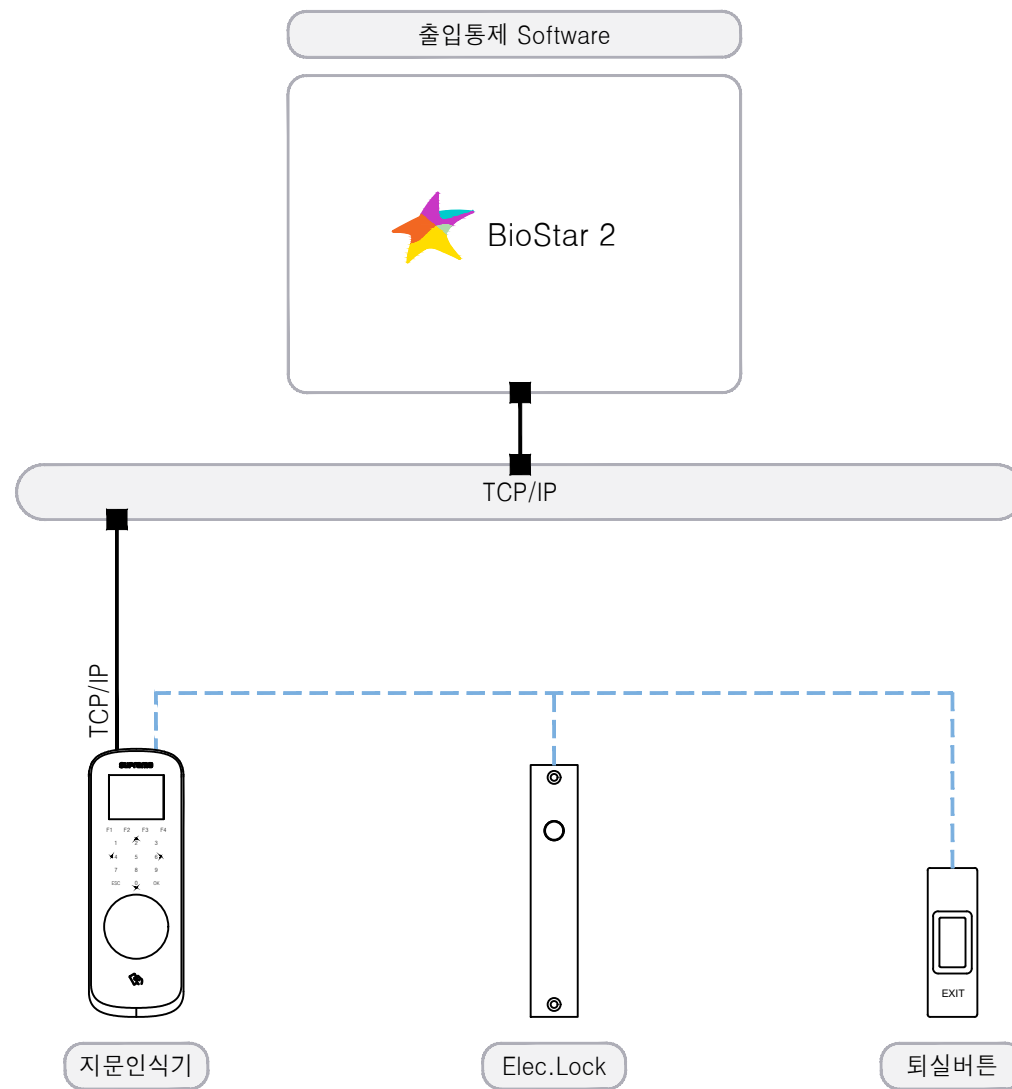 출입통제 Software
BioStar 2
TCP/IP
TCP/IP
F1 F2 F3 F4
1 2 3
4 5 6
7 8 9
ESC 0 OK
EXIT
지문인식기
Elec.Lock
퇴실버튼